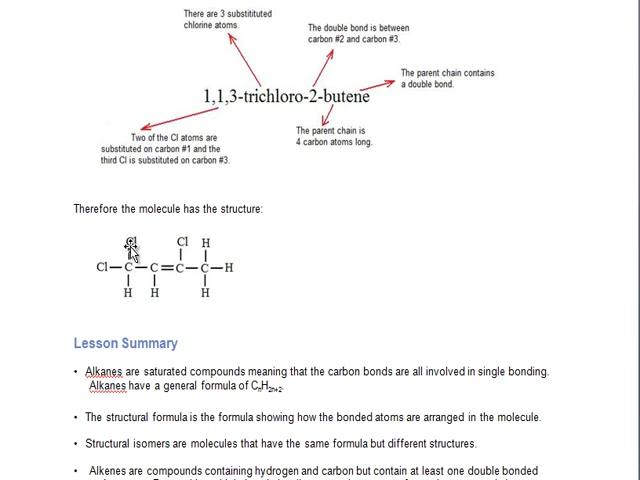 There are 3 substitituted
chlorine atoms.
The double bond is between
carbon #2 and carbon #3.
The parent chain contains
a double bond.
1,1,3-trichloro-2-butene
The parent chain is
4 carbon atoms long.
Two of the Cl atoms are
substituted on carbon #1 and the
third Cl is substituted on carbon #3.
Therefore the molecule has the structure:
Cl Cl H
Cl—C—C=C—C—H
H H H
Lesson Summary
• Alkanes are saturated compounds meaning that the carbon bonds are all involved in single bonding.
Alkanes have a general formula of CnH2n+2.
• The structural formula is the formula showing how the bonded atoms are arranged in the molecule.
• Structural isomers are molecules that have the same formula but different structures.
• Alkenes are compounds containing hydrogen and carbon but contain at least one double bonded